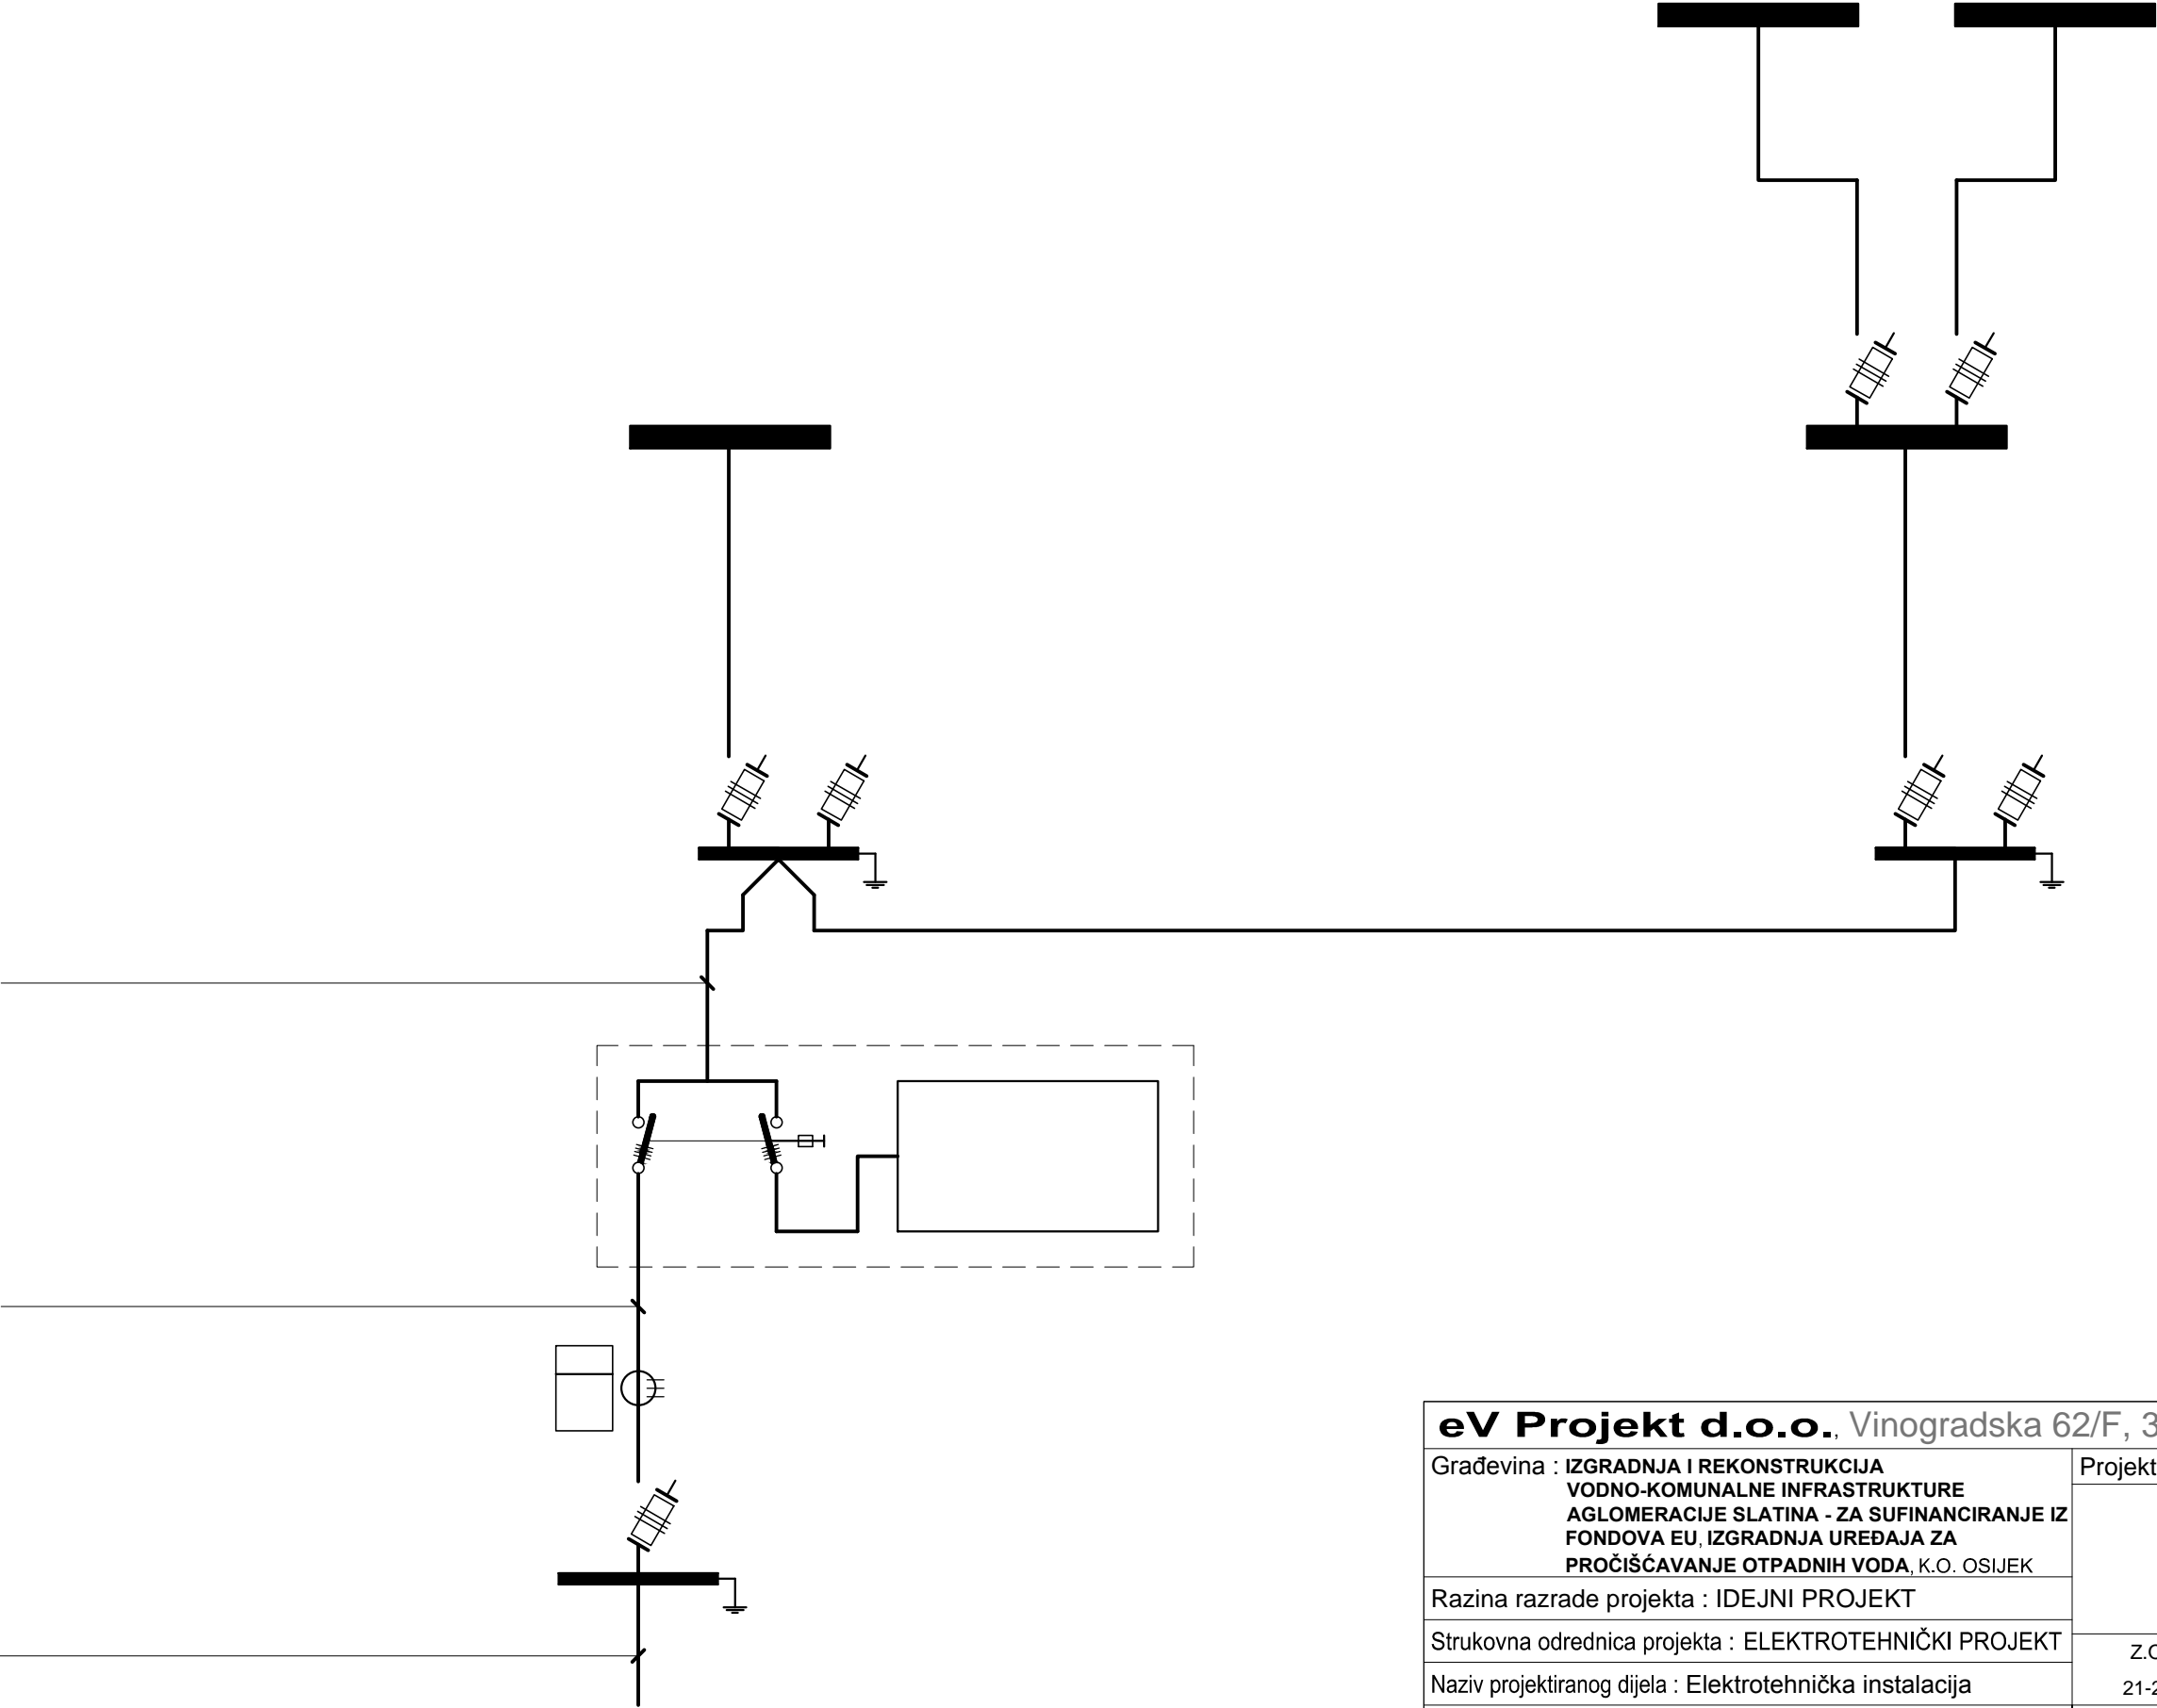 eV Projekt d.o.o., Vinogradska 62/F, 3
Građevina : IZGRADNJA I REKONSTRUKCIJA
VODNO-KOMUNALNE INFRASTRUKTURE
AGLOMERACIJE SLATINA - ZA SUFINANCIRANJE IZ
FONDOVA EU, IZGRADNJA UREĐAJA ZA
PROČIŠĆAVANJE OTPADNIH VODA, K.O. OSIJEK
Projekt
Razina razrade projekta : IDEJNI PROJEKT
Strukovna odrednica projekta : ELEKTROTEHNIČKI PROJEKT
Z.O
Naziv projektiranog dijela : Elektrotehnička instalacija
21-2